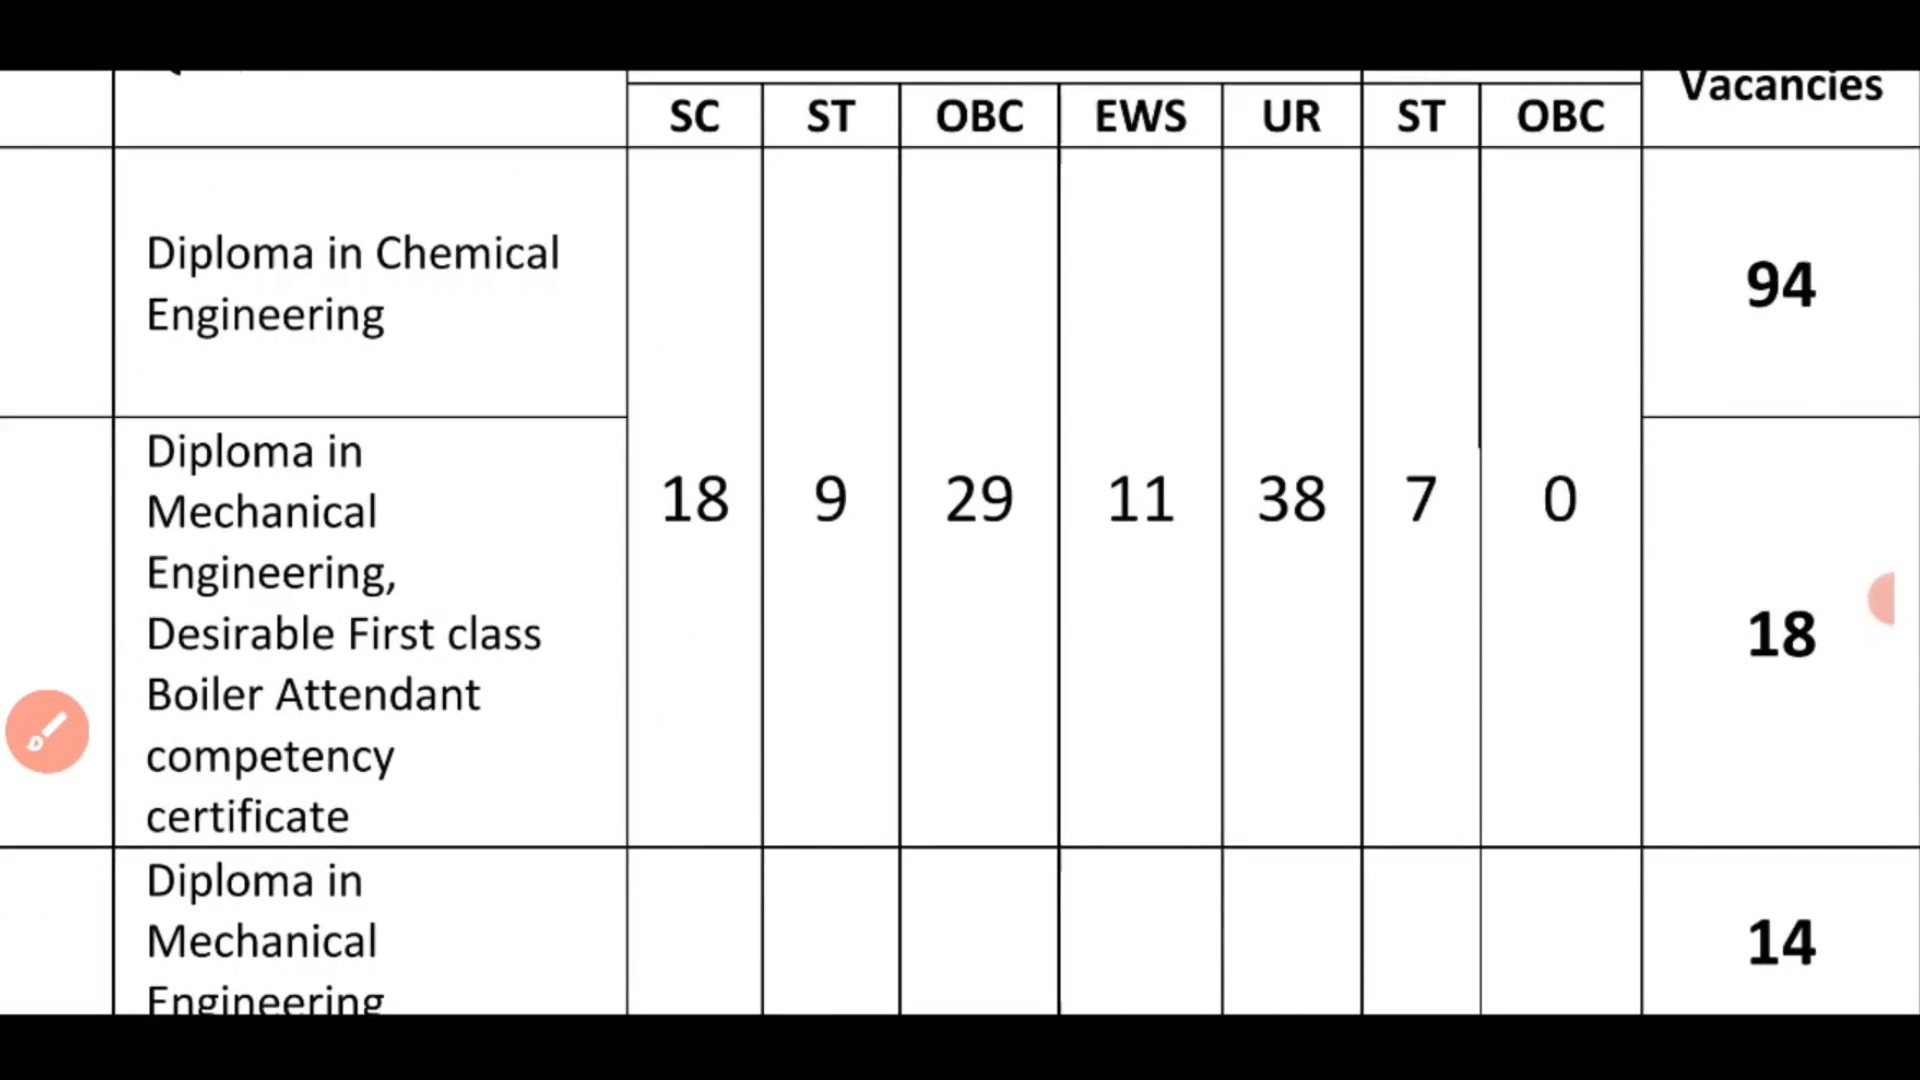 Vacancies
SC ST OBC EWS UR ST OBC
Diploma in Chemical
Engineering
94
Diploma in
Mechanical
Engineering,
Desirable First class
Boiler Attendant
competency
certificate
18 9 29 11 38 7 0
18
Diploma in
Mechanical
Engineering
14